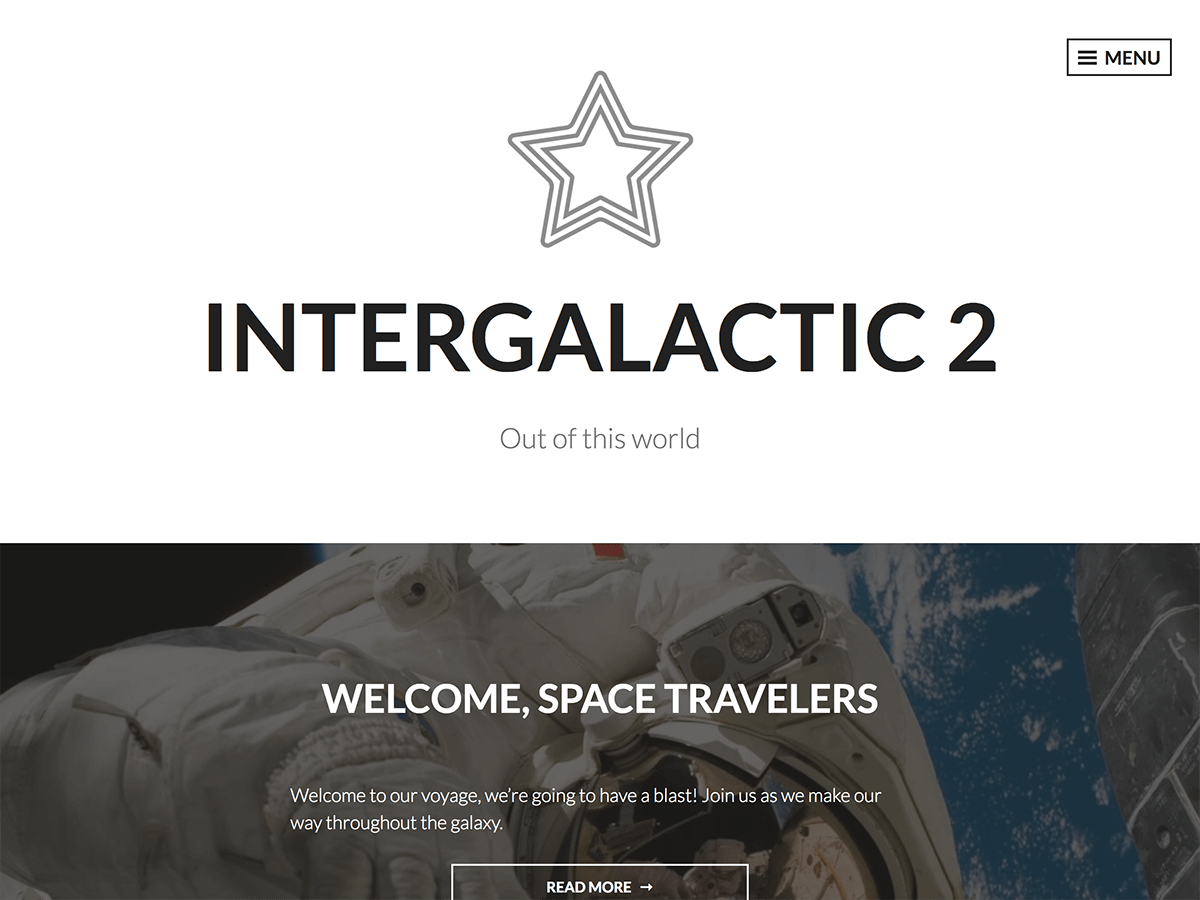 MENU
INTERGALACTIC 2
Out of this world
WELCOME, SPACE TRAVELERS
Welcome to our voyage, we’re going to have a blast! Join us as we make our
way throughout the galaxy.
READ MORE →